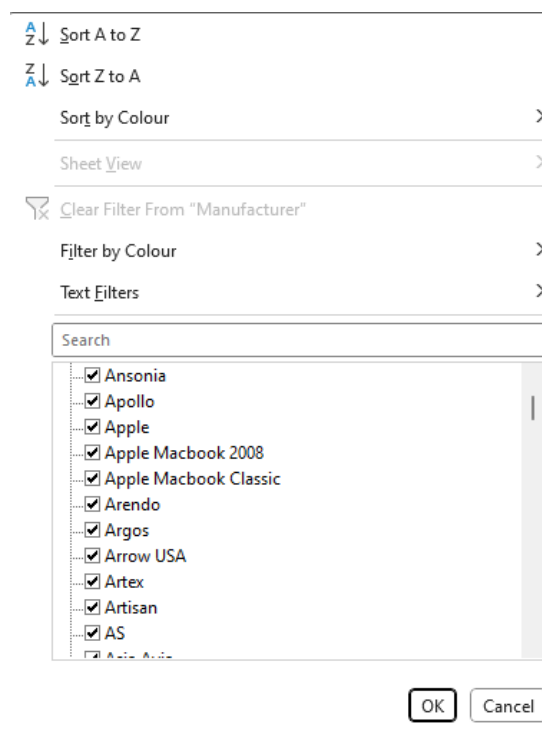 Sort A to Z
Sort Z to A
Sort by Colour
Sheet View
Clear Filter From "Manufacturer"
Filter by Colour
Text Filters
Search
Ansonia
Apollo
Apple
Apple Macbook 2008
Apple Macbook Classic
Arendo
Argos
Arrow USA
Artex
Artisan
AS
OK Cancel